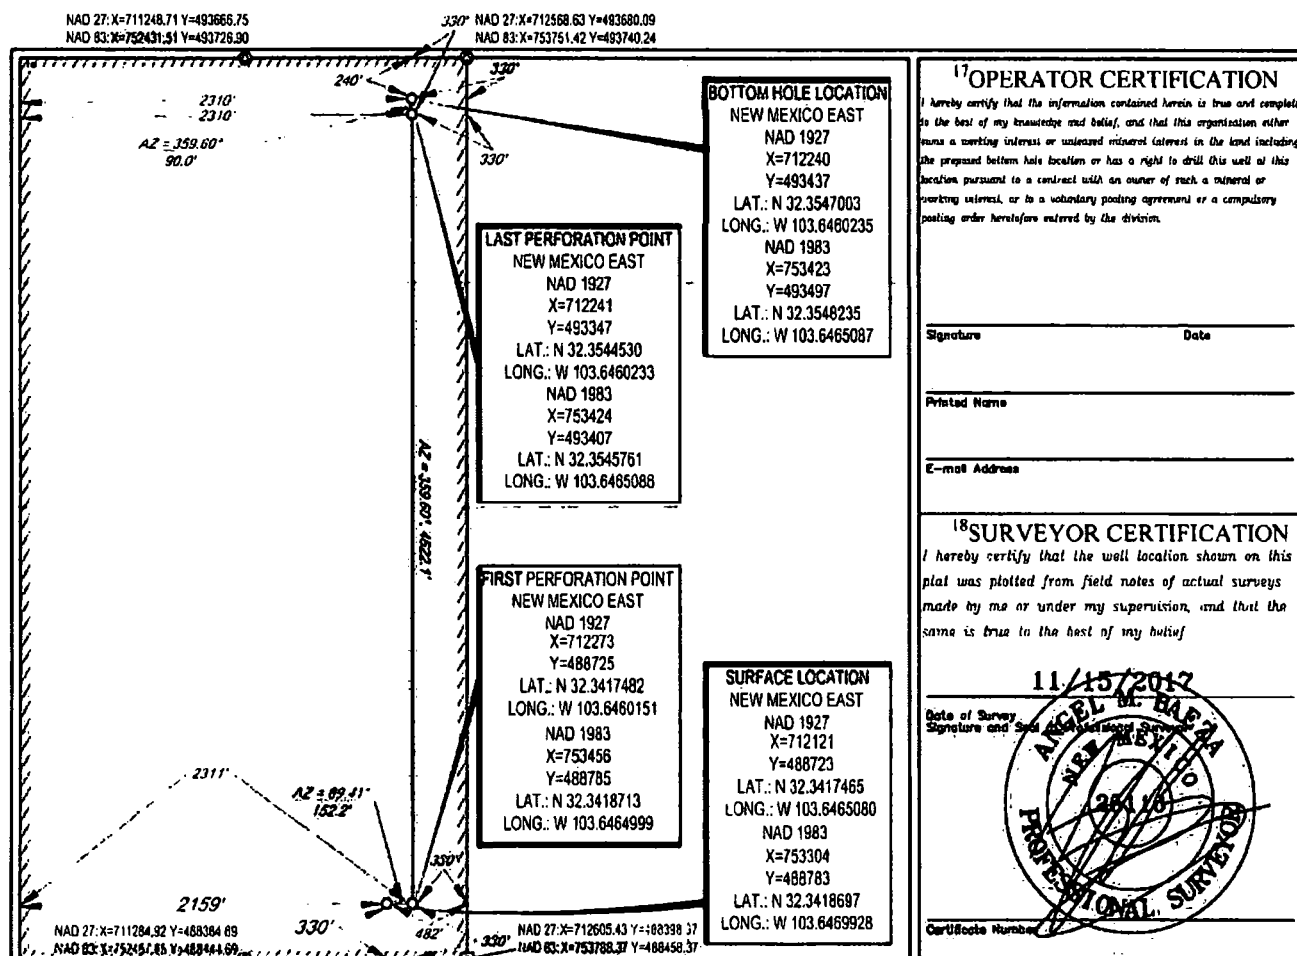 NAD 27: X=711248.71 Y=493666.75
NAD 83: X=752431.51 Y=493726.90
330'
NAD 27: X=712568.63 Y=493680.09
NAD 83: X=753751.42 Y=493740.24
240'
330'
2310'
2310'
AZ = 359.60°
90.0'
330'
BOTTOM HOLE LOCATION
NEW MEXICO EAST
NAD 1927
X=712240
Y=493437
LAT.: N 32.3547003
LONG.: W 103.6460235
NAD 1983
X=753423
Y=493497
LAT.: N 32.3548235
LONG.: W 103.6465087
LAST PERFORATION POINT
NEW MEXICO EAST
NAD 1927
X=712241
Y=493347
LAT.: N 32.3544530
LONG.: W 103.6460233
NAD 1983
X=753424
Y=493407
LAT.: N 32.3545761
LONG.: W 103.6465088
AZ = 359.60°, 4622.1'
FIRST PERFORATION POINT
NEW MEXICO EAST
NAD 1927
X=712273
Y=488725
LAT.: N 32.3417482
LONG.: W 103.6460151
NAD 1983
X=753456
Y=488785
LAT.: N 32.3418713
LONG.: W 103.6464999
SURFACE LOCATION
NEW MEXICO EAST
NAD 1927
X=712121
Y=488723
LAT.: N 32.3417465
LONG.: W 103.6465080
NAD 1983
X=753304
Y=488783
LAT.: N 32.3418697
LONG.: W 103.6469928
2311'
AZ = 89.41°
152.2'
330'
2159'
330'
482'
330'
NAD 27: X=711284.92 Y=488384.69
NAD 83: Y=488444.69
NAD 27: X=712605.43 Y=488398.37
NAD 83: X=753788.37 Y=488458.37
17 OPERATOR CERTIFICATION
I hereby certify that the information contained herein is true and complete
to the best of my knowledge and belief, and that this organization either
owns a working interest or unleased mineral interest in the land including
the proposed bottom hole location or has a right to drill this well at this
location pursuant to a contract with an owner of such a mineral or
working interest, or to a voluntary pooling agreement or a compulsory
pooling order heretofore entered by the division.
Signature Date
Printed Name
E-mail Address
18 SURVEYOR CERTIFICATION
I hereby certify that the well location shown on this
plat was plotted from field notes of actual surveys
made by me or under my supervision, and that the
same is true to the best of my belief
11/15/2017
Date of Survey
Signature and Seal of Professional Surveyor
ANGEL M. BAEZA
NEW MEXICO
PROFESSIONAL SURVEYOR
Certificate Number